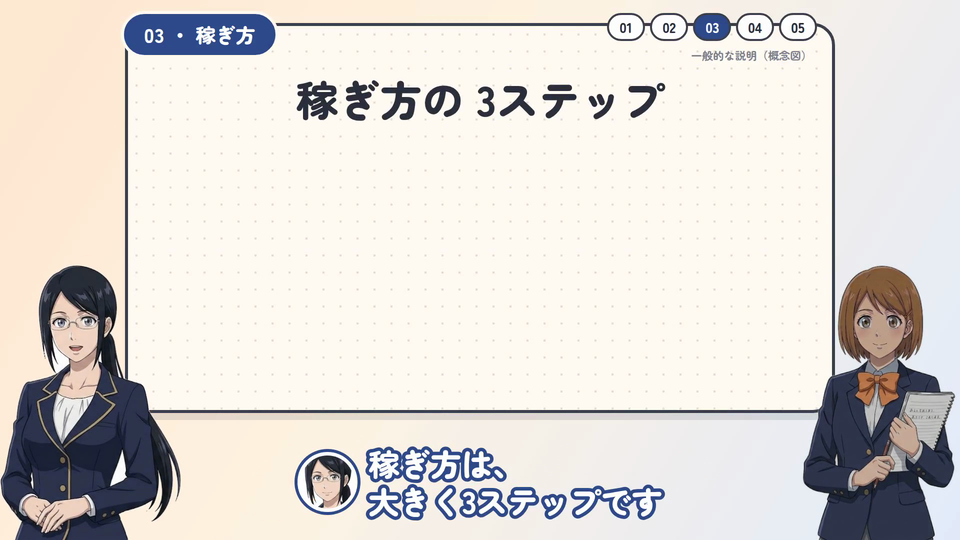 03 ・ 稼ぎ方
01 02 03 04 05
一般的な説明（概念図）
稼ぎ方の 3ステップ
稼ぎ方は、
大きく3ステップです